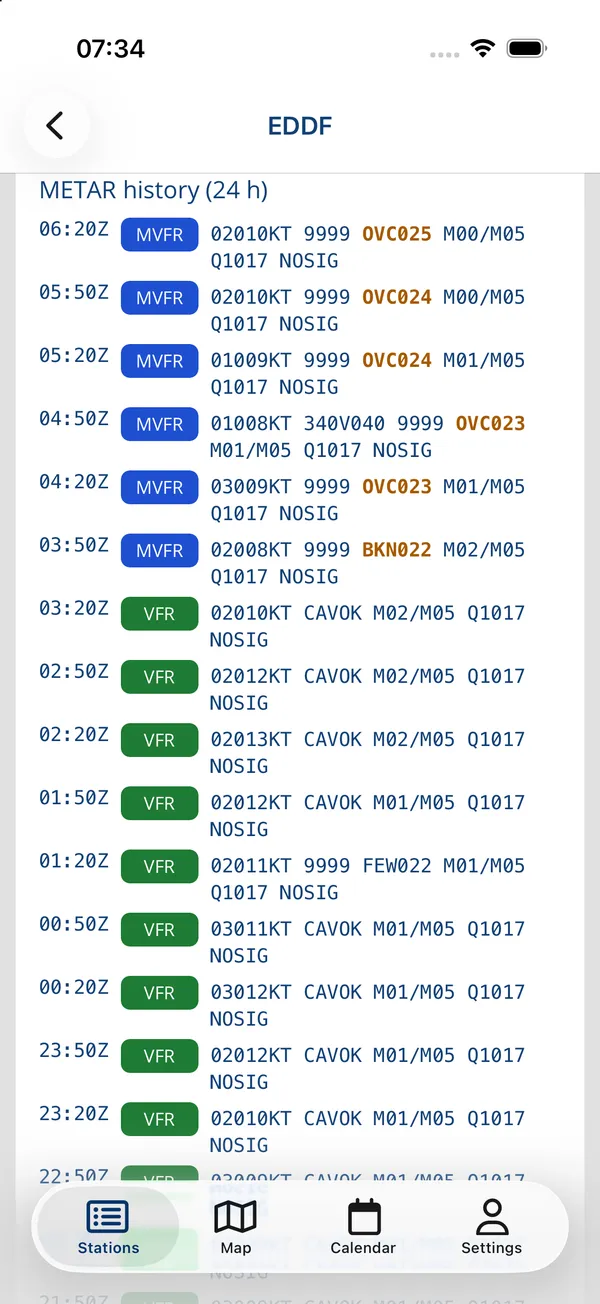 07:34
EDDF
METAR history (24 h)
06:20Z MVFR 02010KT 9999 OVC025 M00/M05
Q1017 NOSIG
05:50Z MVFR 02010KT 9999 OVC024 M00/M05
Q1017 NOSIG
05:20Z MVFR 01009KT 9999 OVC024 M01/M05
Q1017 NOSIG
04:50Z MVFR 01008KT 340V040 9999 OVC023
M01/M05 Q1017 NOSIG
04:20Z MVFR 03009KT 9999 OVC023 M01/M05
Q1017 NOSIG
03:50Z MVFR 02008KT 9999 BKN022 M02/M05
Q1017 NOSIG
03:20Z VFR 02010KT CAVOK M02/M05 Q1017
NOSIG
02:50Z VFR 02012KT CAVOK M02/M05 Q1017
NOSIG
02:20Z VFR 02013KT CAVOK M02/M05 Q1017
NOSIG
01:50Z VFR 02012KT CAVOK M01/M05 Q1017
NOSIG
01:20Z VFR 02011KT 9999 FEW022 M01/M05
Q1017 NOSIG
00:50Z VFR 03011KT CAVOK M01/M05 Q1017
NOSIG
00:20Z VFR 03012KT CAVOK M01/M05 Q1017
NOSIG
23:50Z VFR 02012KT CAVOK M01/M05 Q1017
NOSIG
23:20Z VFR 02010KT CAVOK M01/M05 Q1017
NOSIG
22:50Z VFR 03009KT CAVOK M01/M05 Q1017
Stations Map Calendar Settings